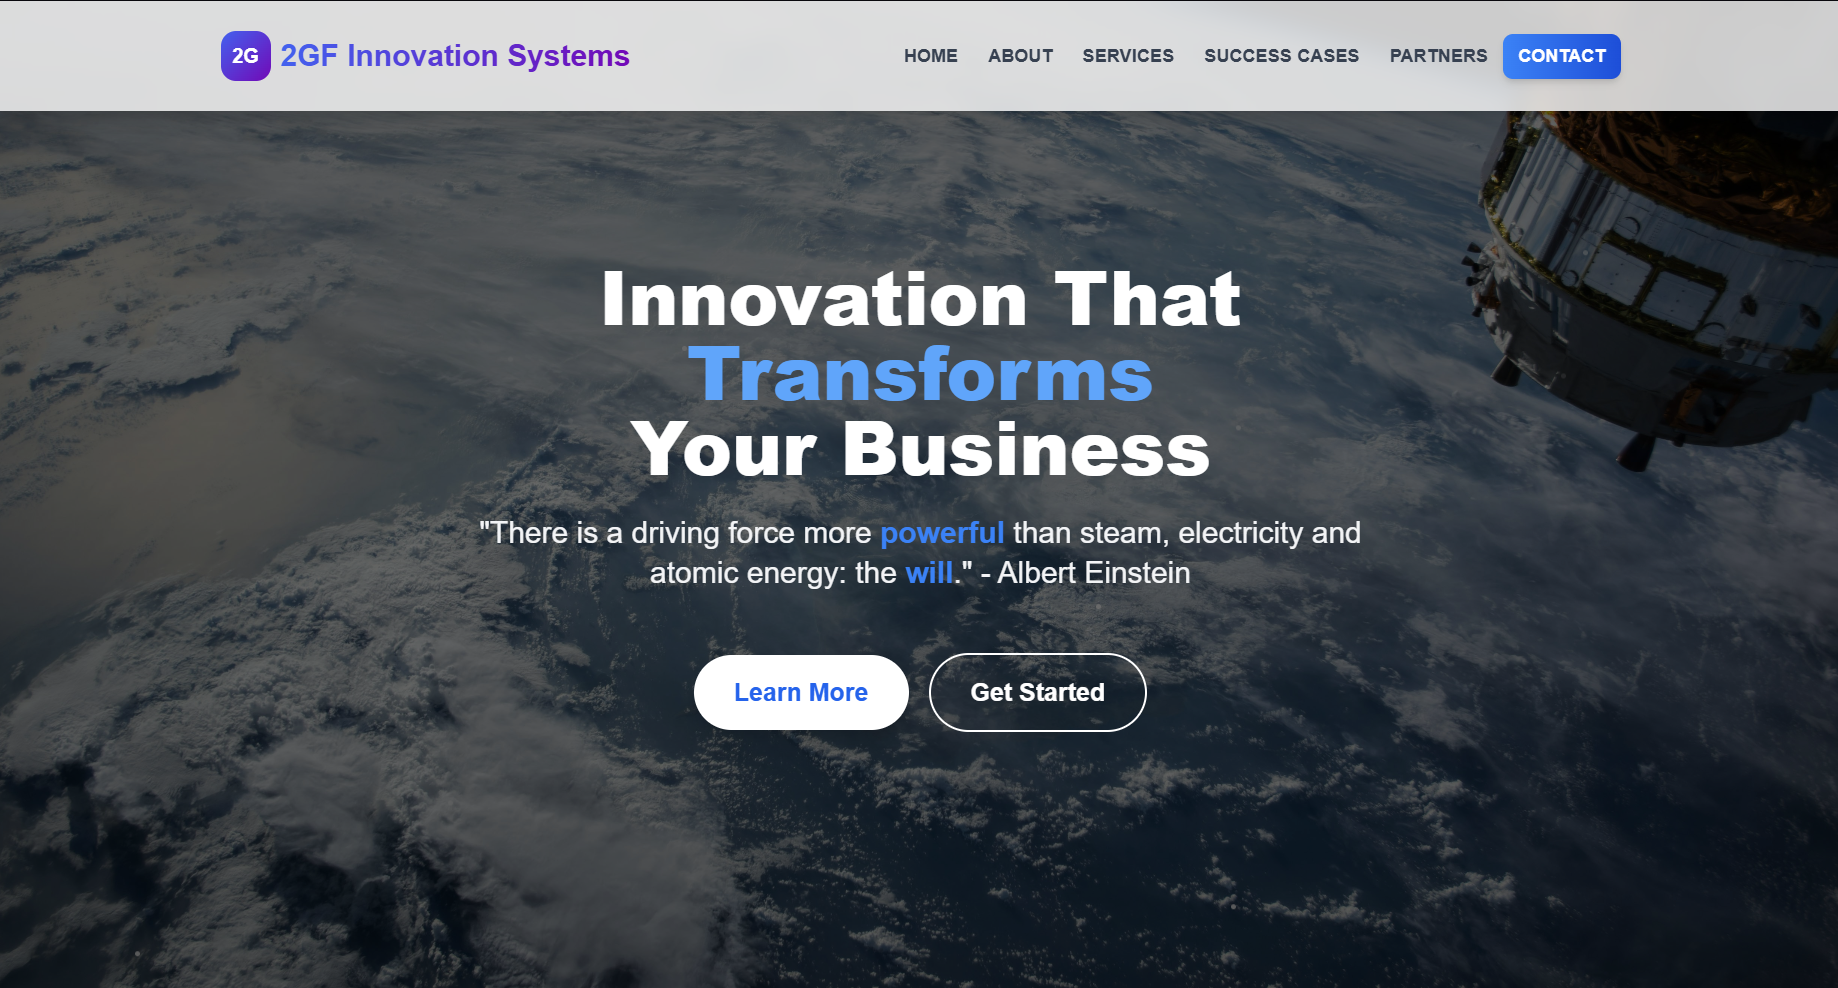 2G
2GF Innovation Systems
HOME
ABOUT
SERVICES
SUCCESS CASES
PARTNERS
CONTACT
Innovation That
Transforms
Your Business
"There is a driving force more powerful than steam, electricity and
atomic energy: the will." - Albert Einstein
Learn More
Get Started